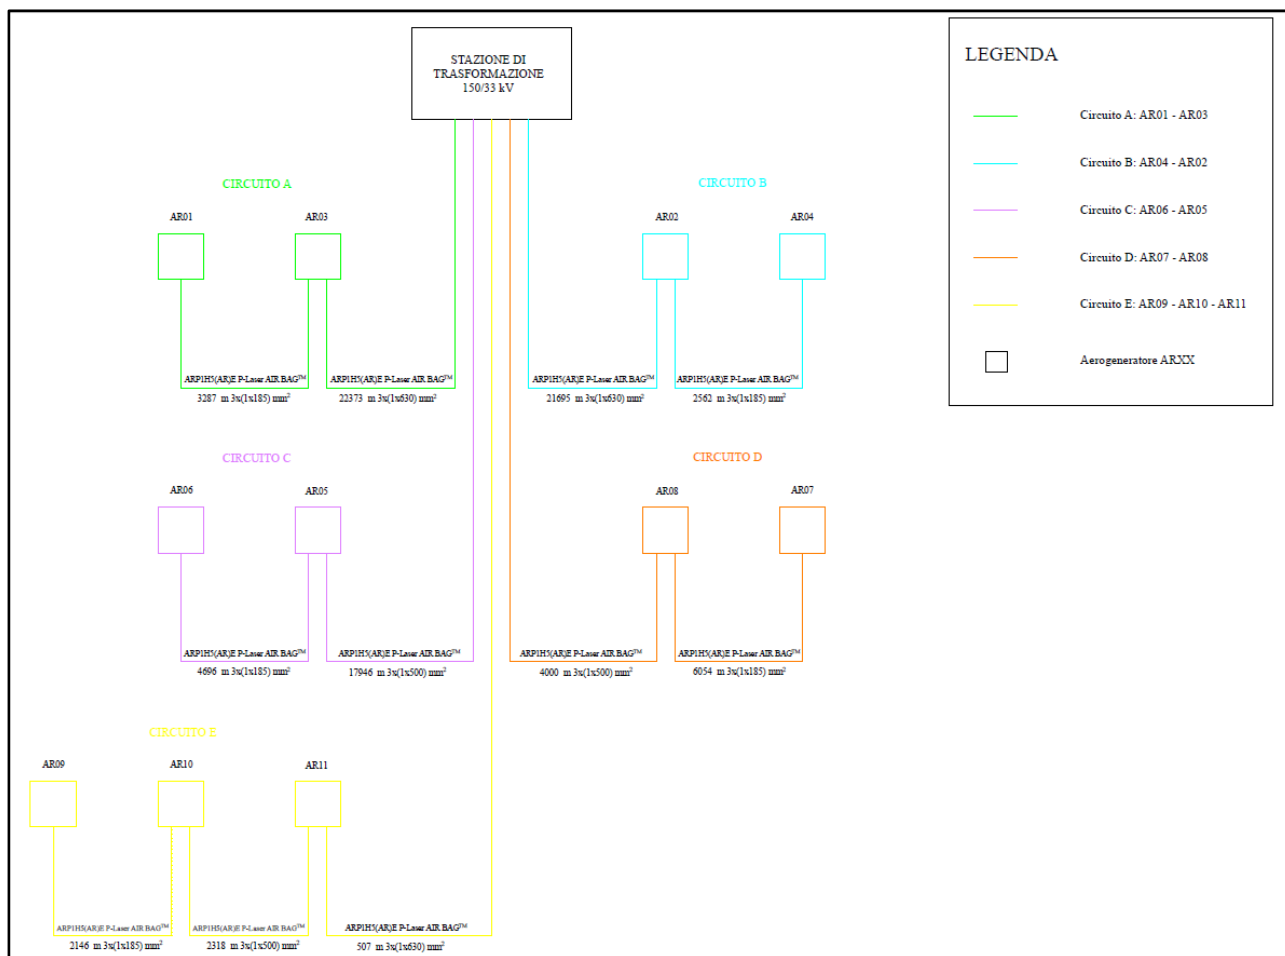 STAZIONE DI
TRASFORMAZIONE
150/33 kV
LEGENDA
Circuito A: AR01 - AR03
Circuito B: AR04 - AR02
Circuito C: AR06 - AR05
Circuito D: AR07 - AR08
Circuito E: AR09 - AR10 - AR11
Aerogeneratore ARXX
CIRCUITO A
AR01
AR03
ARP1H5(AR)E P-Laser AIR BAG™
3287 m 3x(1x185) mm²
ARP1H5(AR)E P-Laser AIR BAG™
22373 m 3x(1x630) mm²
CIRCUITO B
AR02
AR04
ARP1H5(AR)E P-Laser AIR BAG™
21695 m 3x(1x630) mm²
ARP1H5(AR)E P-Laser AIR BAG™
2562 m 3x(1x185) mm²
CIRCUITO C
AR06
AR05
ARP1H5(AR)E P-Laser AIR BAG™
4696 m 3x(1x185) mm²
ARP1H5(AR)E P-Laser AIR BAG™
17946 m 3x(1x500) mm²
CIRCUITO D
AR08
AR07
ARP1H5(AR)E P-Laser AIR BAG™
4000 m 3x(1x500) mm²
ARP1H5(AR)E P-Laser AIR BAG™
6054 m 3x(1x185) mm²
CIRCUITO E
AR09
AR10
AR11
ARP1H5(AR)E P-Laser AIR BAG™
2146 m 3x(1x185) mm²
ARP1H5(AR)E P-Laser AIR BAG™
2318 m 3x(1x500) mm²
ARP1H5(AR)E P-Laser AIR BAG™
507 m 3x(1x630) mm²